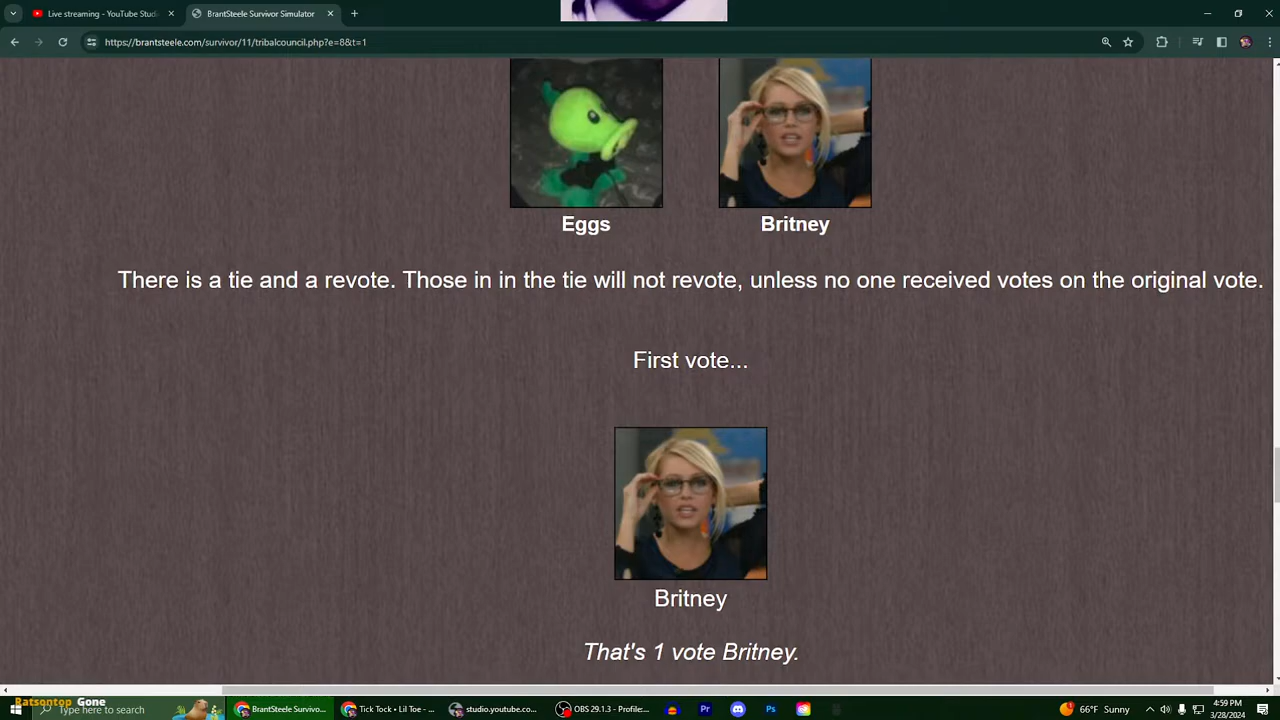 Live streaming - YouTube Studi
BrantSteele Survivor Simulator
https://brantsteele.com/survivor/11/tribalcouncil.php?e=8&t=1
Eggs
Britney
There is a tie and a revote. Those in in the tie will not revote, unless no one received votes on the original vote.
First vote...
Britney
That's 1 vote Britney.
Ratsontop Gone
Type here to search
BrantSteele Survivo...
Tick Tock • Lil Toe - ...
studio.youtube.co...
OBS 29.1.3 - Profile:...
66°F Sunny
4:59 PM
3/28/2024